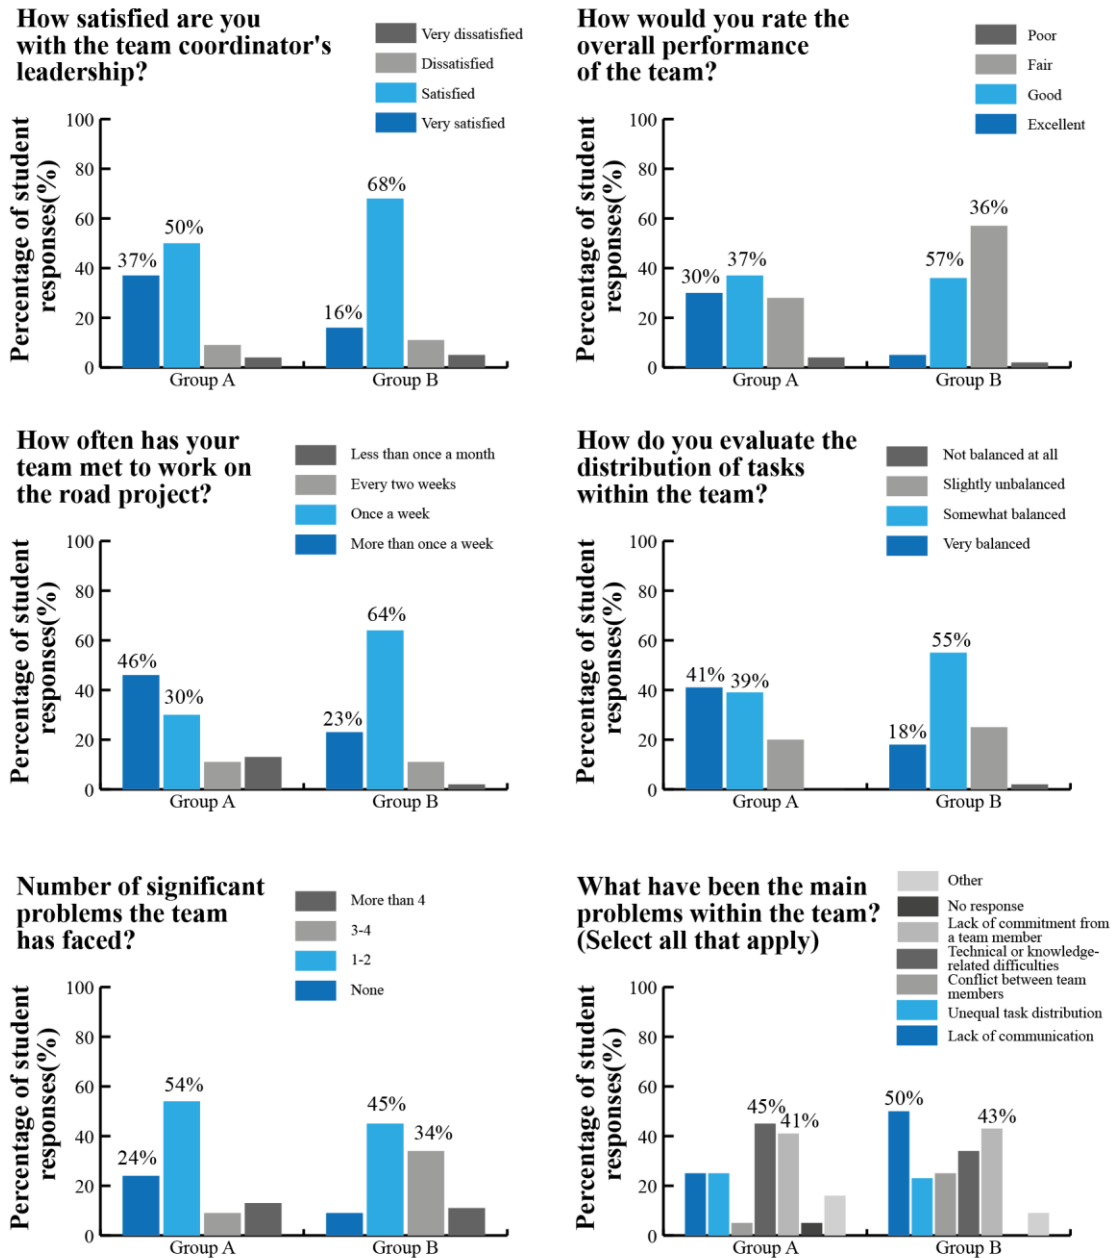 How satisfied are you
with the team coordinator's
leadership?
Very dissatisfied
Dissatisfied
Satisfied
Very satisfied
Percentage of student
responses(%)
100
80
60
40
20
0
37%
50%
16%
68%
Group A
Group B
How would you rate the
overall performance
of the team?
Poor
Fair
Good
Excellent
Percentage of student
responses(%)
100
80
60
40
20
0
30%
37%
57%
36%
Group A
Group B
How often has your
team met to work on
the road project?
Less than once a month
Every two weeks
Once a week
More than once a week
Percentage of student
responses(%)
100
80
60
40
20
0
46%
30%
23%
64%
Group A
Group B
How do you evaluate the
distribution of tasks
within the team?
Not balanced at all
Slightly unbalanced
Somewhat balanced
Very balanced
Percentage of student
responses(%)
100
80
60
40
20
0
41%
39%
18%
55%
Group A
Group B
Number of significant
problems the team
has faced?
More than 4
3-4
1-2
None
Percentage of student
responses(%)
100
80
60
40
20
0
24%
54%
45%
34%
Group A
Group B
What have been the main
problems within the team?
(Select all that apply)
Other
No response
Lack of commitment from
a team member
Technical or knowledge-
related difficulties
Conflict between team
members
Unequal task distribution
Lack of communication
Percentage of student
responses(%)
100
80
60
40
20
0
45%
41%
50%
43%
Group A
Group B